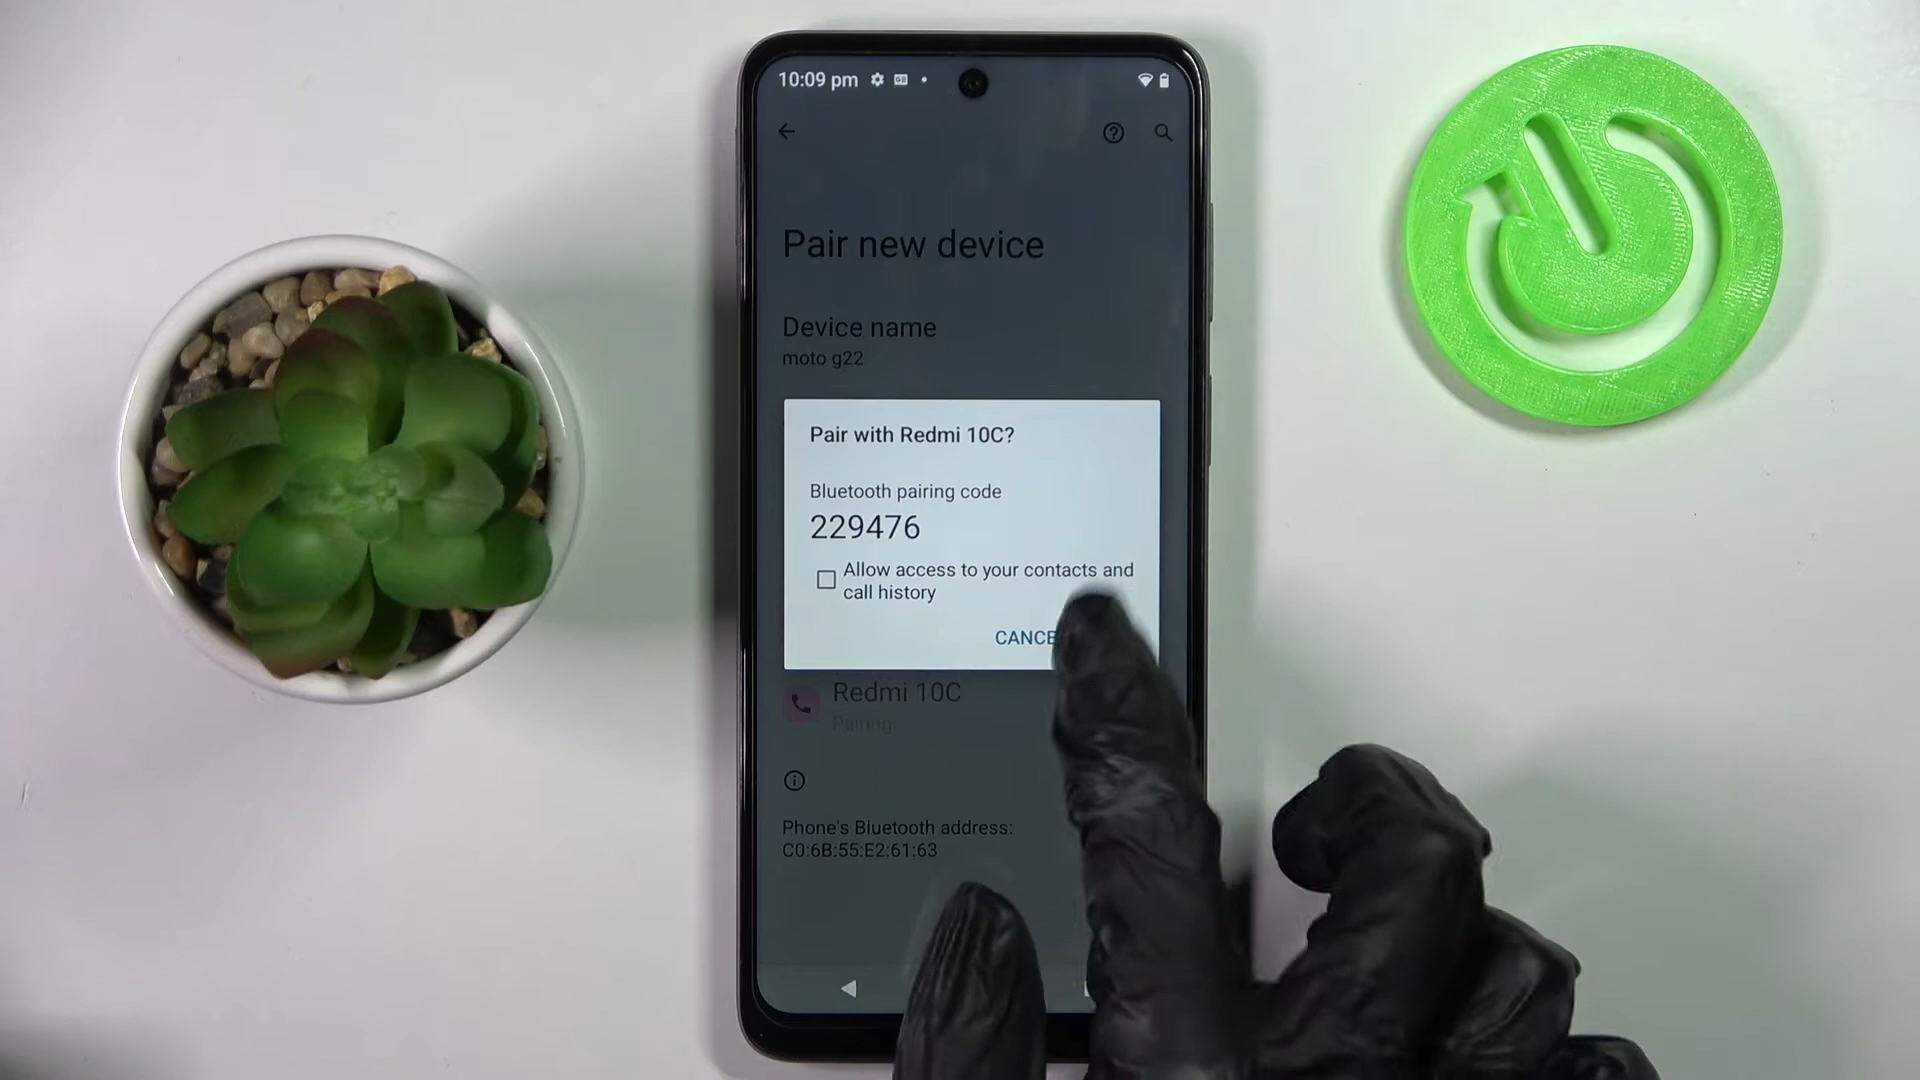 10:09 pm
Pair new device
Device name
moto g22
Pair with Redmi 10C?
Bluetooth pairing code
229476
Allow access to your contacts and
call history
Redmi 10C
Pairing
Phone's Bluetooth address:
C0:6B:55:E2:61:63